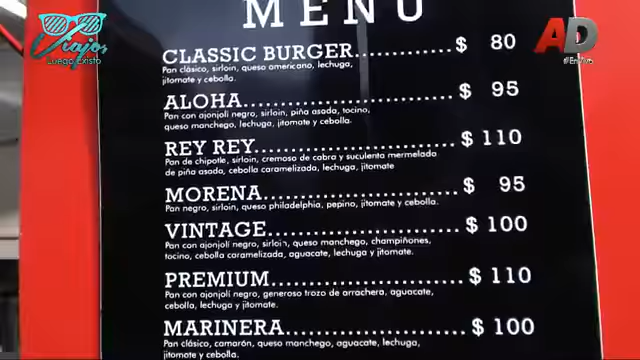 MENU
Viajo,
Luego Existo
AD
#EnVivo
CLASSIC BURGER............$ 80
Pan clásico, sirloin, queso americano, lechuga,
jitomate y cebolla.
ALOHA............................$ 95
Pan con ajonjolí negro, sirloin, piña asada, tocino,
queso manchego, lechuga, jitomate y cebolla.
REY REY..........................$ 110
Pan de chipotle, sirloin, cremoso de cabra y suculenta mermelada
de piña asada, cebolla caramelizada, lechuga, jitomate
MORENA.........................$ 95
Pan negro, sirloin, queso philadelphia, pepino, jitomate y cebolla.
VINTAGE.........................$ 100
Pan con ajonjolí negro, sirloin, queso manchego, champiñones,
tocino, cebolla caramelizada, aguacate, lechuga y jitomate.
PREMIUM........................$ 110
Pan con ajonjolí negro, generoso trozo de arrachera, aguacate,
cebolla, lechuga y jitomate.
MARINERA......................$ 100
Pan clásico, camarón, queso manchego, aguacate, lechuga,
jitomate y cebolla.